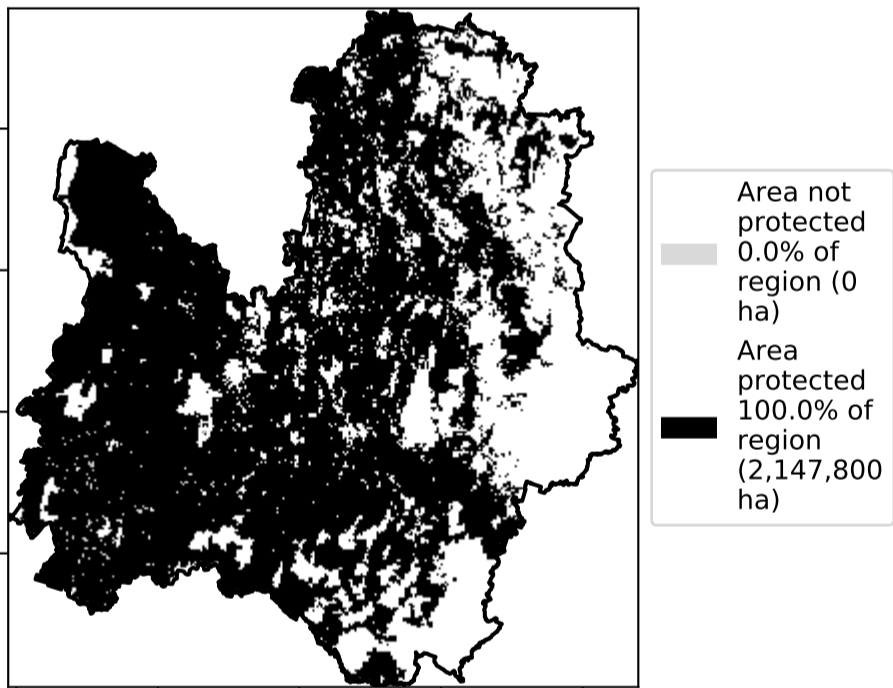 Area not
protected
0.0% of
region (0
ha)
Area
protected
100.0% of
region
(2,147,800
ha)